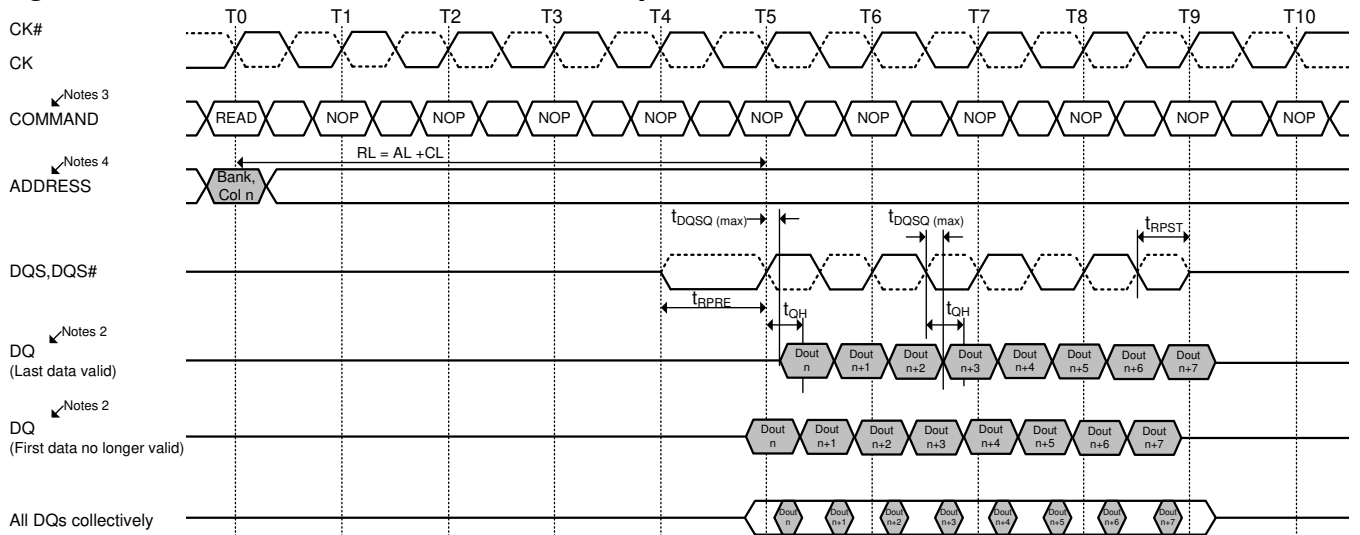 T0 T1 T2 T3 T4 T5 T6 T7 T8 T9 T10
CK#
CK
Notes 3
COMMAND
READ NOP NOP NOP NOP NOP NOP NOP NOP NOP NOP
RL = AL +CL
Notes 4
ADDRESS
Bank,
Col n
tDQSQ (max)
tDQSQ (max)
tRPST
DQS,DQS#
tRPRE
tQH
tQH
Notes 2
DQ
(Last data valid)
Dout n Dout n+1 Dout n+2 Dout n+3 Dout n+4 Dout n+5 Dout n+6 Dout n+7
Notes 2
DQ
(First data no longer valid)
Dout n Dout n+1 Dout n+2 Dout n+3 Dout n+4 Dout n+5 Dout n+6 Dout n+7
All DQs collectively
Dout n Dout n+1 Dout n+2 Dout n+3 Dout n+4 Dout n+5 Dout n+6 Dout n+7